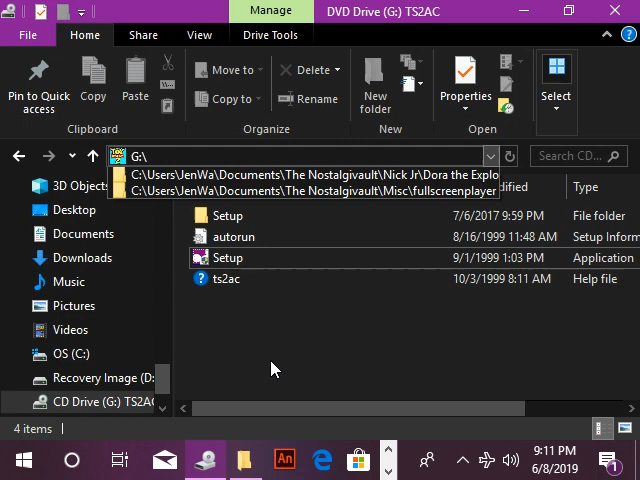 Manage
DVD Drive (G:) TS2AC
File
Home
Share
View
Drive Tools
Pin to Quick access
Copy
Paste
Move to
Copy to
Delete
Rename
New folder
Properties
Select
Clipboard
Organize
New
Open
G:\
Search CD...
C:\Users\JenWa\Documents\The Nostalgivault\Nick Jr\Dora the Explo
C:\Users\JenWa\Documents\The Nostalgivault\Misc\fullscreenplayer
dified
Type
3D Objects
Setup 7/6/2017 9:59 PM File folder
Desktop
autorun 8/16/1999 11:48 AM Setup Inform
Documents
Setup 9/1/1999 1:03 PM Application
Downloads
ts2ac 10/3/1999 8:11 AM Help file
Music
Pictures
Videos
OS (C:)
Recovery Image (D:
CD Drive (G:) TS2AC
4 items
An
9:11 PM
6/8/2019
1